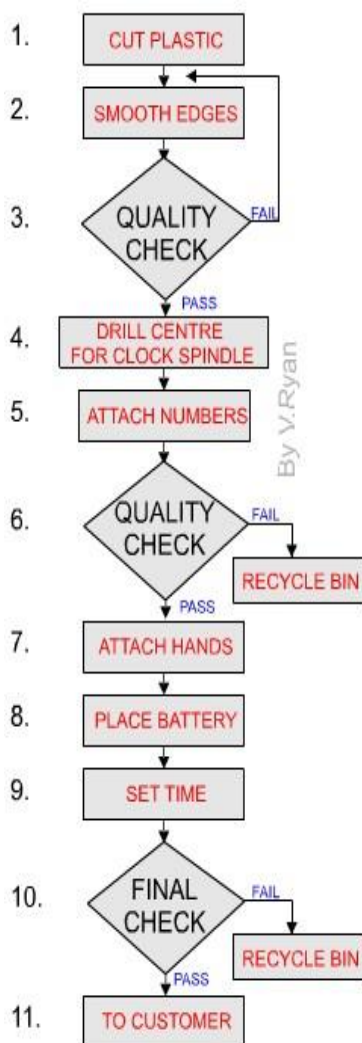 1.
CUT PLASTIC
2.
SMOOTH EDGES
3.
QUALITY
CHECK
FAIL
PASS
4.
DRILL CENTRE
FOR CLOCK SPINDLE
5.
ATTACH NUMBERS
By V.Ryan
6.
QUALITY
CHECK
FAIL
RECYCLE BIN
PASS
7.
ATTACH HANDS
8.
PLACE BATTERY
9.
SET TIME
10.
FINAL
CHECK
FAIL
RECYCLE BIN
PASS
11.
TO CUSTOMER